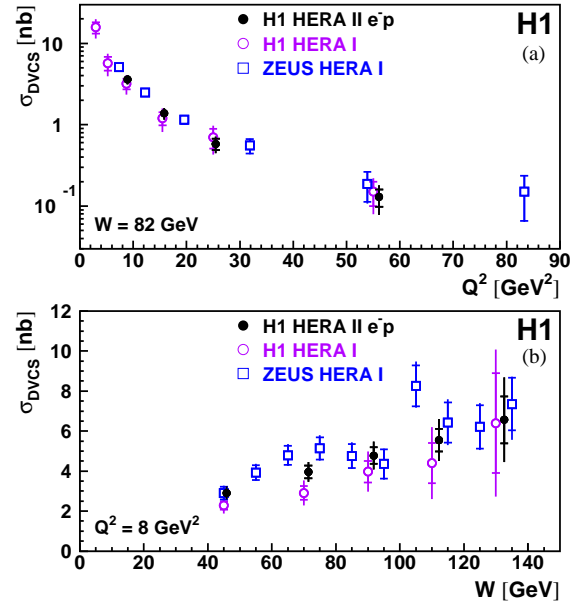 H1 HERA II e⁻p
H1 HERA I
ZEUS HERA I
H1
(a)
σDVCS [nb]
10
1
10⁻¹
W = 82 GeV
0 10 20 30 40 50 60 70 80 90
Q² [GeV²]
H1 HERA II e⁻p
H1 HERA I
ZEUS HERA I
H1
(b)
σDVCS [nb]
12
10
8
6
4
2
0
Q² = 8 GeV²
0 20 40 60 80 100 120 140
W [GeV]